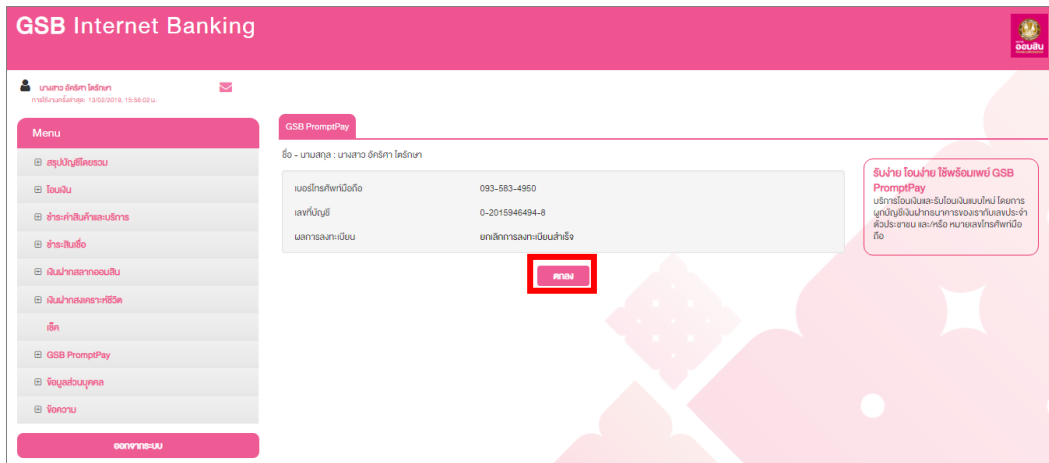 GSB Internet Banking
ออมสิน
นางสาว อัคริศา โครักษา
การใช้งานครั้งล่าสุด: 13/02/2019, 15:58:02 น.
Menu
สรุปบัญชีโดยรวม
โอนเงิน
ชำระค่าสินค้าและบริการ
ชำระสินเชื่อ
เงินฝากสลากออมสิน
เงินฝากสงเคราะห์ชีวิต
เช็ค
GSB PromptPay
ข้อมูลส่วนบุคคล
ข้อความ
ออกจากระบบ
GSB PromptPay
ชื่อ - นามสกุล : นางสาว อัคริศา โครักษา
เบอร์โทรศัพท์มือถือ 093-583-4950
เลขที่บัญชี 0-2015946494-8
ผลการลงทะเบียน ยกเลิกการลงทะเบียนสำเร็จ
ตกลง
รับง่าย โอนง่าย ใช้พร้อมเพย์ GSB
PromptPay
บริการโอนเงินและรับโอนเงินแบบใหม่ โดยการ
ผูกบัญชีเงินฝากธนาคารของเรากับเลขประจำ
ตัวประชาชน และ/หรือ หมายเลขโทรศัพท์มือ
ถือ